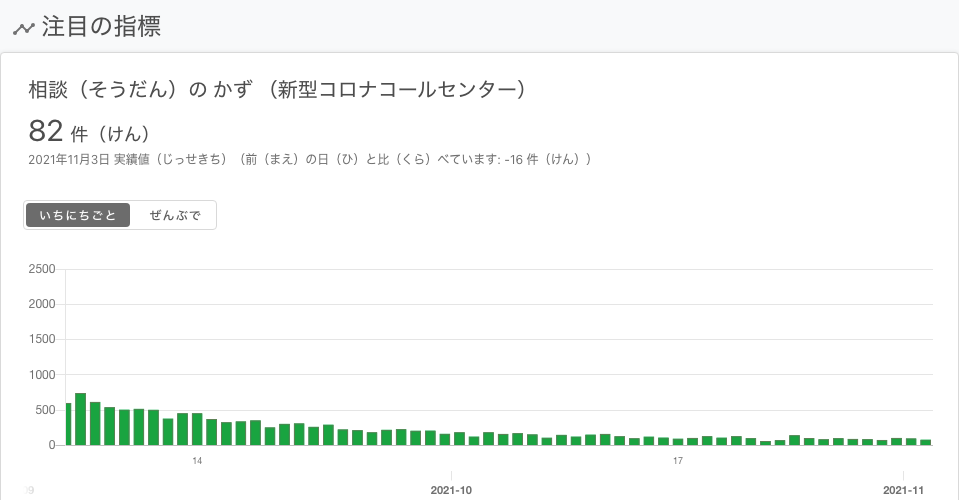 注目の指標
相談（そうだん）の かず （新型コロナコールセンター）
82 件（けん）
2021年11月3日 実績値（じっせきち）（前（まえ）の日（ひ）と比（くら）べています: -16 件（けん））
いちにちごと ぜんぶで
2500
2000
1500
1000
500
0
14 17
2021-10 2021-11